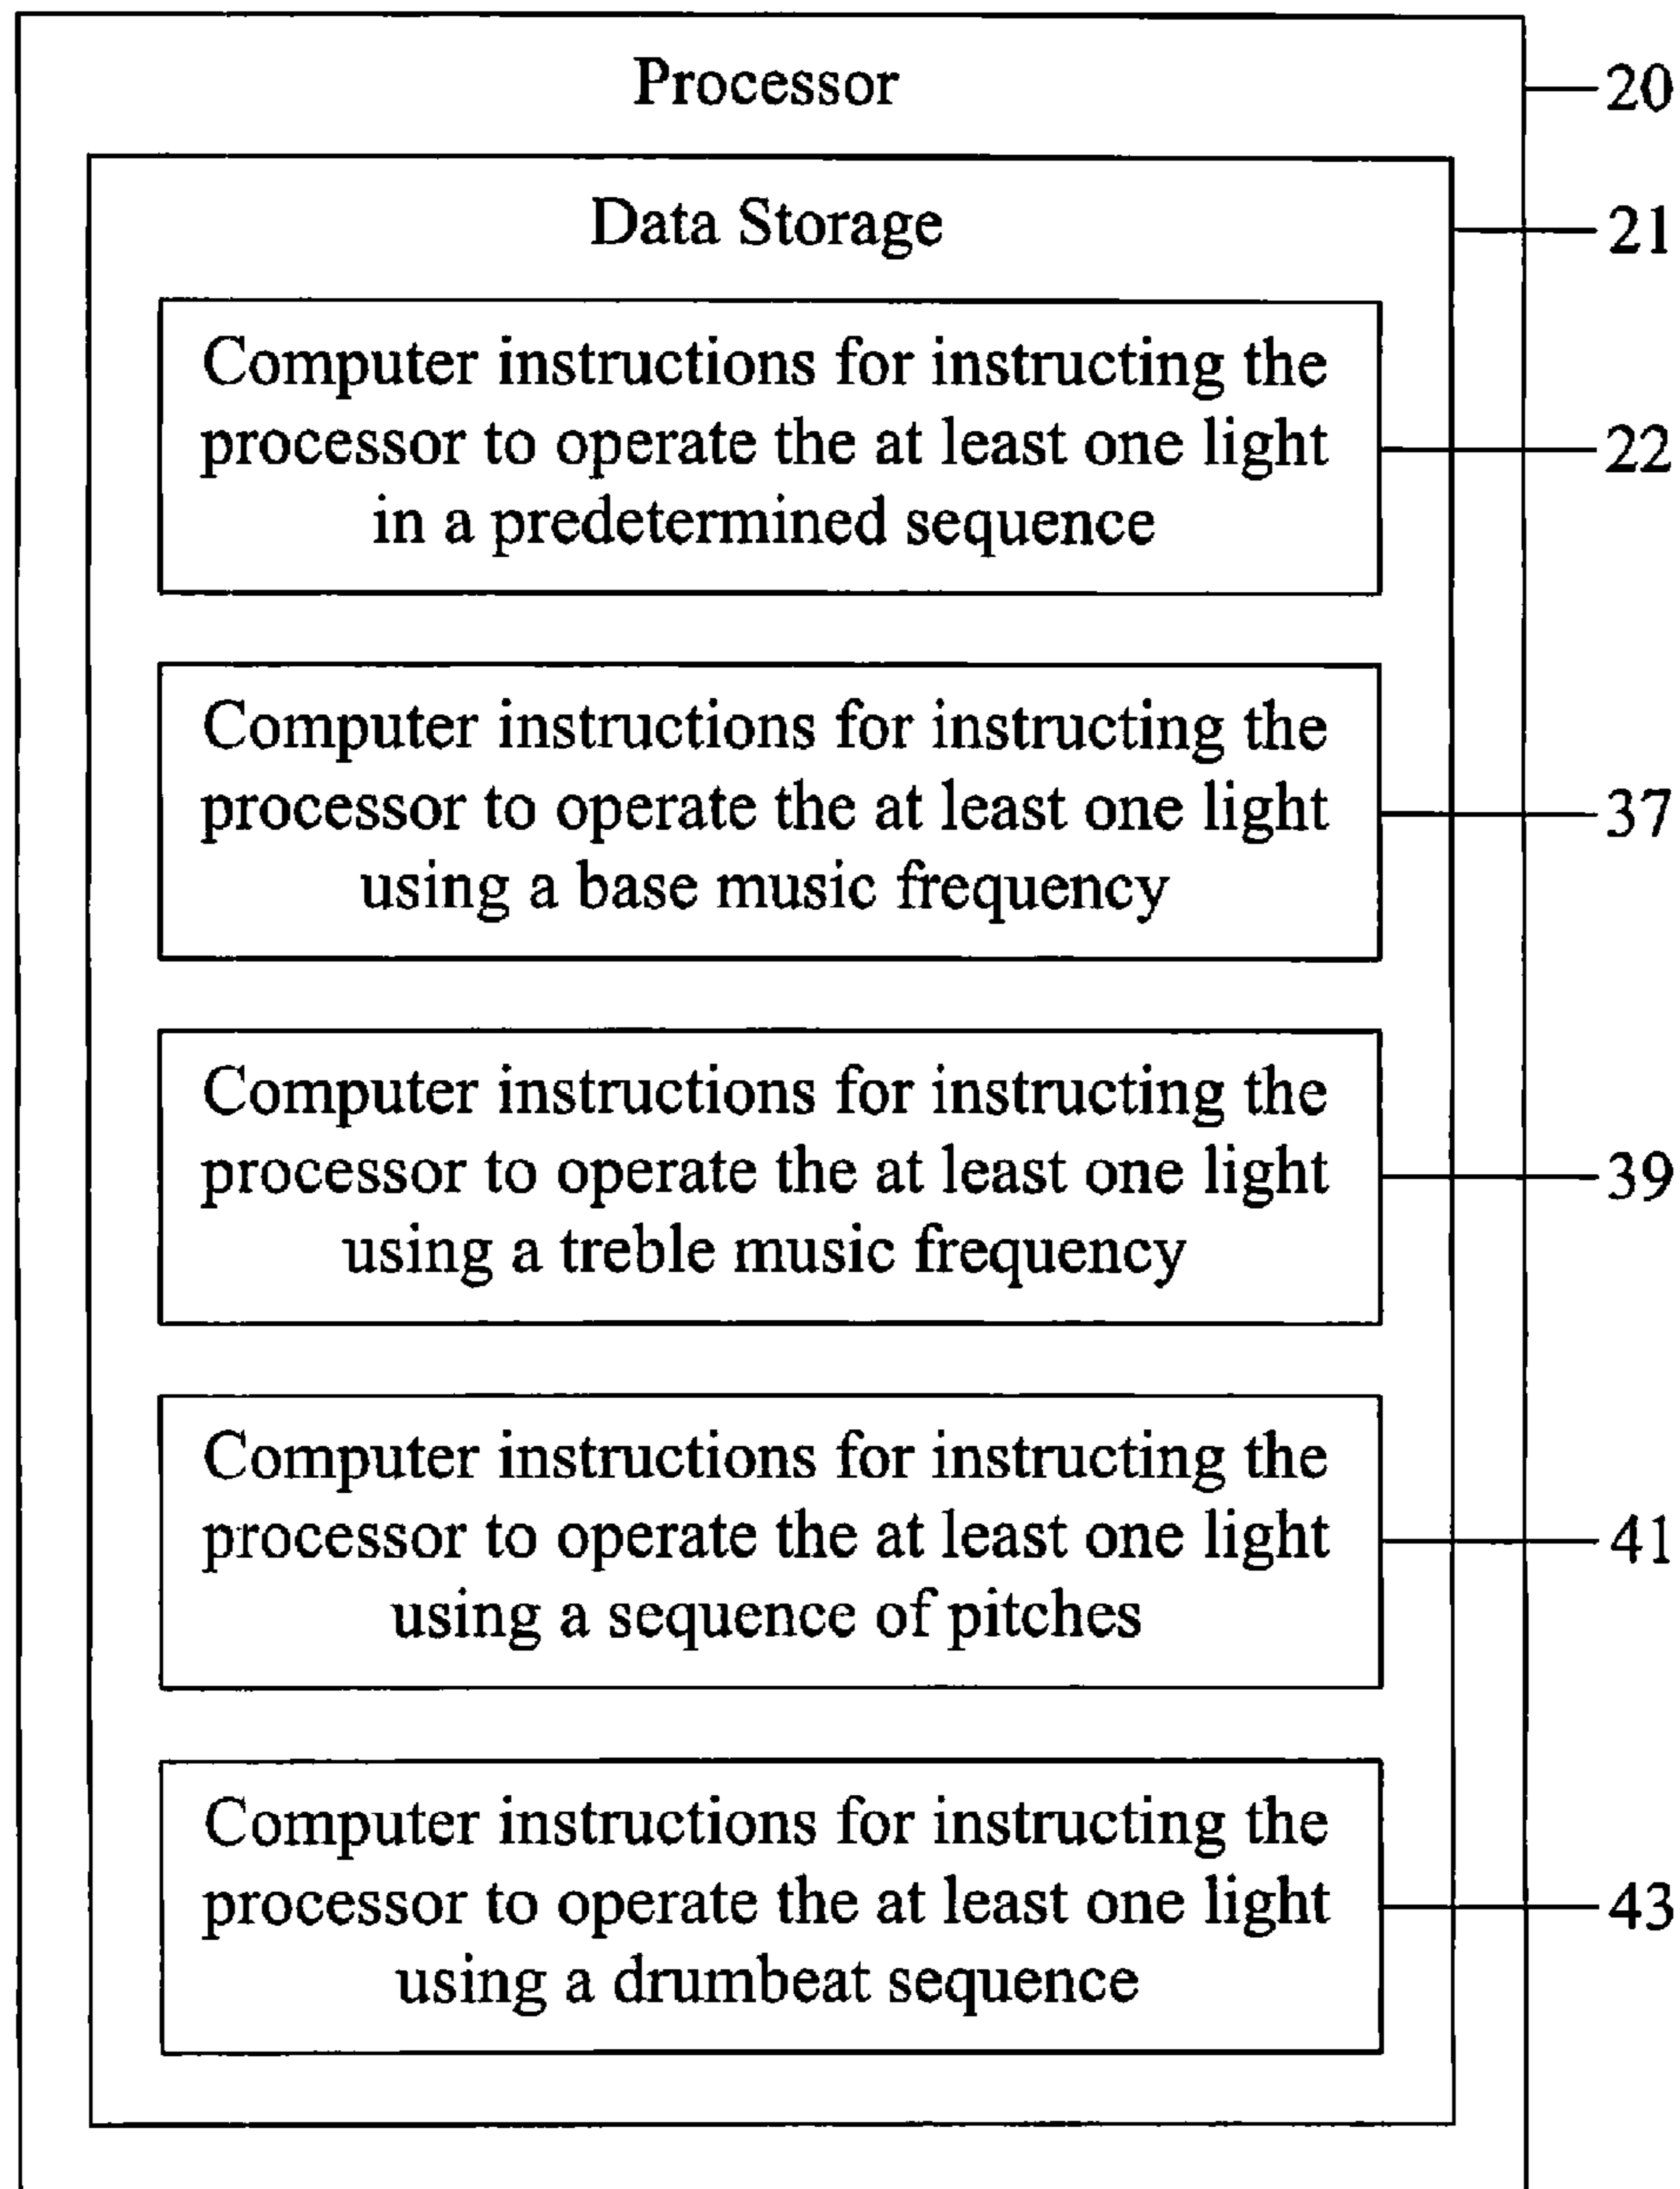 Processor
20
Data Storage
21
Computer instructions for instructing the
processor to operate the at least one light
in a predetermined sequence
22
Computer instructions for instructing the
processor to operate the at least one light
using a base music frequency
37
Computer instructions for instructing the
processor to operate the at least one light
using a treble music frequency
39
Computer instructions for instructing the
processor to operate the at least one light
using a sequence of pitches
41
Computer instructions for instructing the
processor to operate the at least one light
using a drumbeat sequence
43